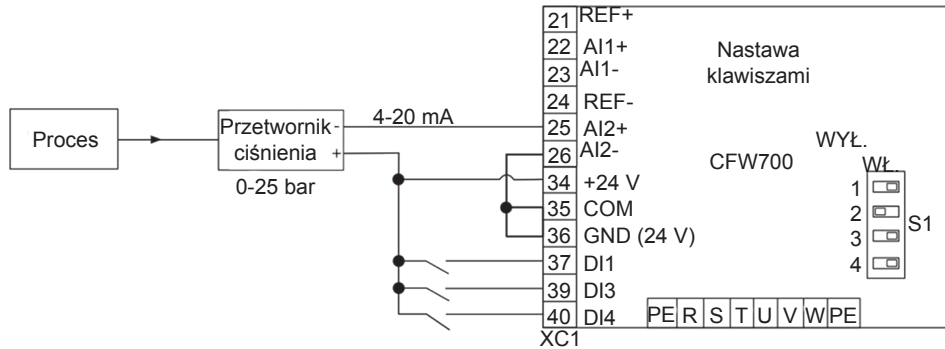 21 REF+
22 AI1+
23 AI1-
24 REF-
25 AI2+
26 AI2-
34 +24 V
35 COM
36 GND (24 V)
37 DI1
39 DI3
40 DI4
XC1
Nastawa
klawiszami
CFW700
WYŁ.
WŁ.
1
2
3
4
S1
PE R S T U V W PE
Proces
Przetwornik -
ciśnienia +
0-25 bar
4-20 mA